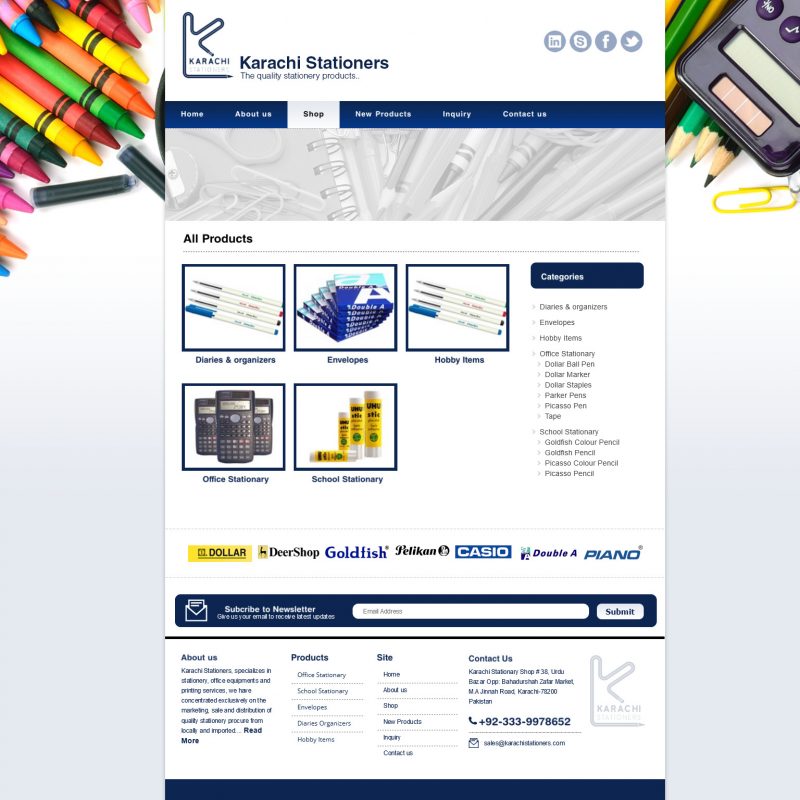 KARACHI
STATIONERS
Karachi Stationers
The quality stationery products..
Home About us Shop New Products Inquiry Contact us
All Products
Double A
Diaries & organizers
Envelopes
Hobby Items
UHU
stic
Office Stationary
School Stationary
Categories
Diaries & organizers
Envelopes
Hobby Items
Office Stationary
Dollar Ball Pen
Dollar Marker
Dollar Staples
Parker Pens
Picasso Pen
Tape
School Stationary
Goldfish Colour Pencil
Goldfish Pencil
Picasso Colour Pencil
Picasso Pencil
DOLLAR DeerShop Goldfish® Pelikan CASIO Double A PIANO®
Subcribe to Newsletter
Give us your email to receive latest updates
Email Address
Submit
About us
Karachi Stationers, specializes in
stationery, office equipments and
printing services, we have
concentrated exclusively on the
marketing, sale and distribution of
quality stationery procure from
locally and imported... Read
More
Products
Office Stationary
School Stationary
Envelopes
Diaries Organizers
Hobby Items
Site
Home
About us
Shop
New Products
Inquiry
Contact us
Contact Us
Karachi Stationary Shop # 38, Urdu
Bazar Opp: Bahadurshah Zafar Market,
M.A Jinnah Road, Karachi-78200
Pakistan
+92-333-9978652
sales@karachistationers.com
KARACHI
STATIONERS